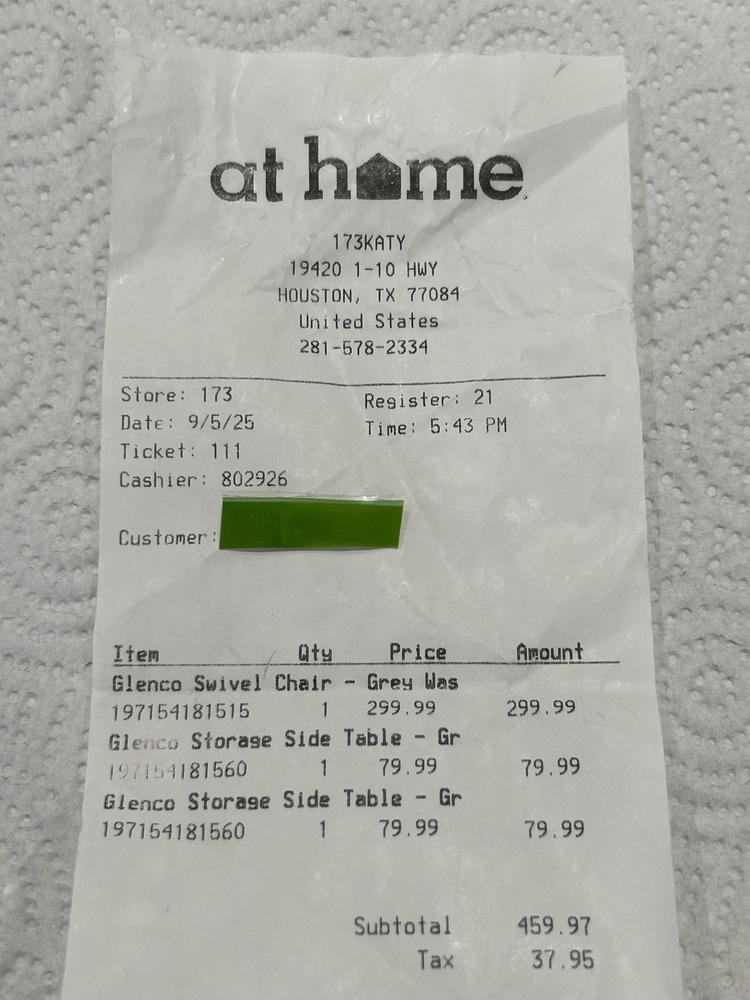 at home
173KATY
19420 1-10 HWY
HOUSTON, TX 77084
United States
281-578-2334
Store: 173 Register: 21
Date: 9/5/25 Time: 5:43 PM
Ticket: 111
Cashier: 802926
Customer:
Item Qty Price Amount
Glenco Swivel Chair - Grey Was
197154181515 1 299.99 299.99
Glenco Storage Side Table - Gr
197154181560 1 79.99 79.99
Glenco Storage Side Table - Gr
197154181560 1 79.99 79.99
Subtotal 459.97
Tax 37.95